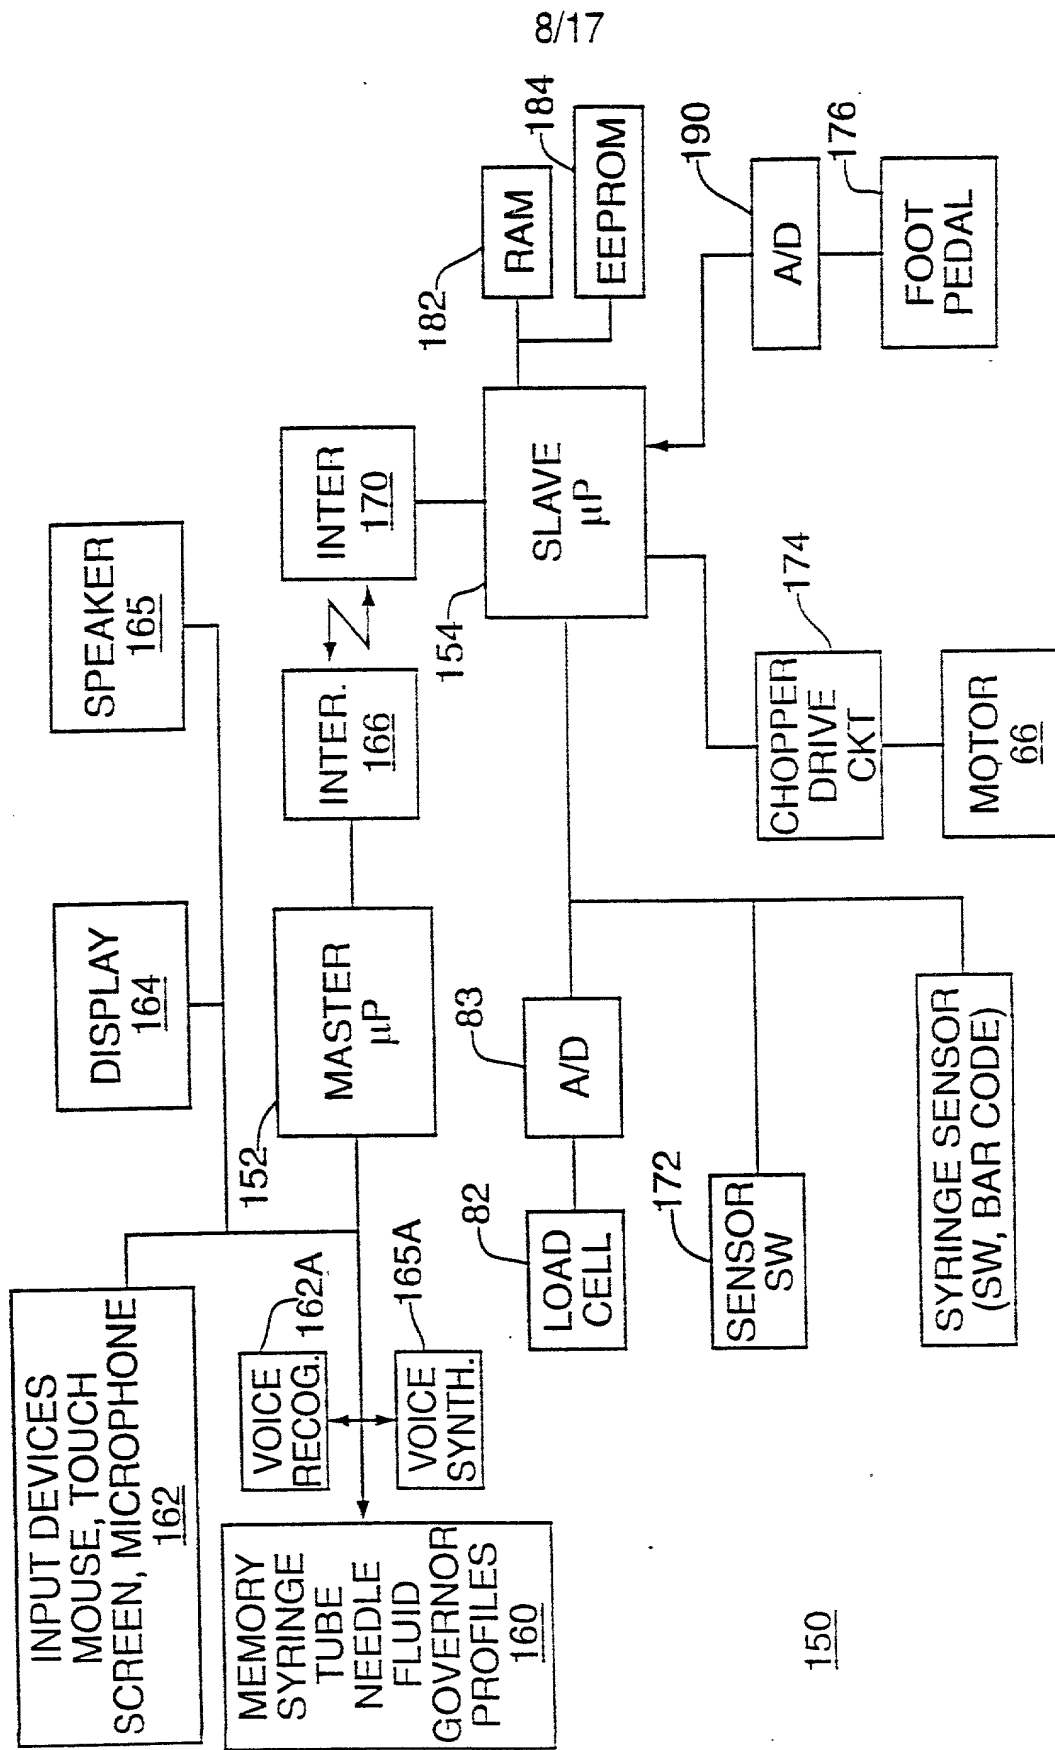 8/17
INPUT DEVICES
MOUSE, TOUCH
SCREEN, MICROPHONE
162
DISPLAY
164
SPEAKER
165
MEMORY
SYRINGE
TUBE
NEEDLE
FLUID
GOVERNOR
PROFILES
160
VOICE
RECOG.
162A
VOICE
SYNTH.
165A
152
MASTER
µP
INTER.
166
INTER
170
154
SLAVE
µP
182
RAM
184
EEPROM
82
LOAD
CELL
83
A/D
172
SENSOR
SW
SYRINGE SENSOR
(SW, BAR CODE)
174
CHOPPER
DRIVE
CKT
MOTOR
66
190
A/D
176
FOOT
PEDAL
150